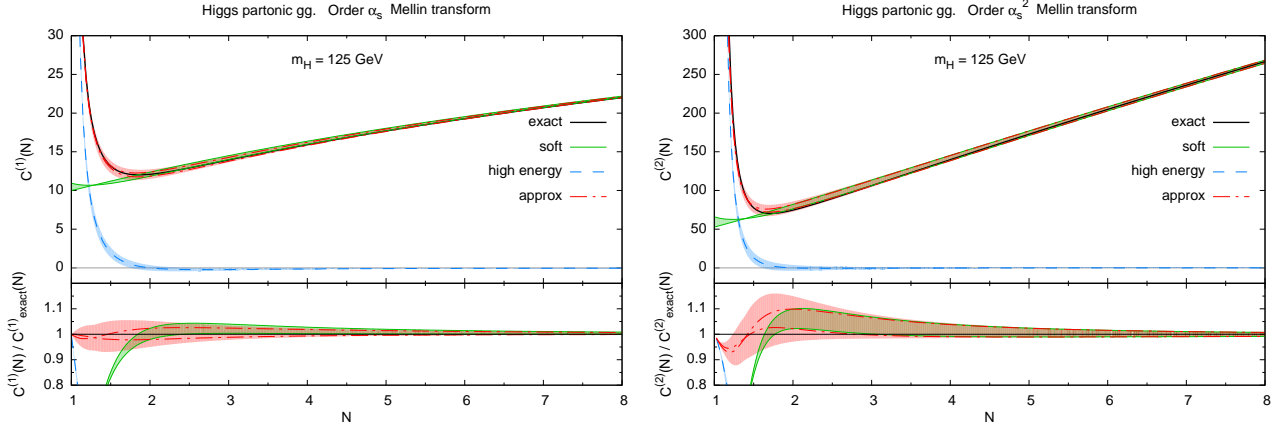 Higgs partonic gg. Order αs Mellin transform
C(1)(N)
30
25
20
15
10
5
0
mH = 125 GeV
exact
soft
high energy
approx
C(1)(N) / C(1)exact(N)
1.1
1
0.9
0.8
1 2 3 4 5 6 7 8
N
Higgs partonic gg. Order αs2 Mellin transform
C(2)(N)
300
250
200
150
100
50
0
mH = 125 GeV
exact
soft
high energy
approx
C(2)(N) / C(2)exact(N)
1.1
1
0.9
0.8
1 2 3 4 5 6 7 8
N